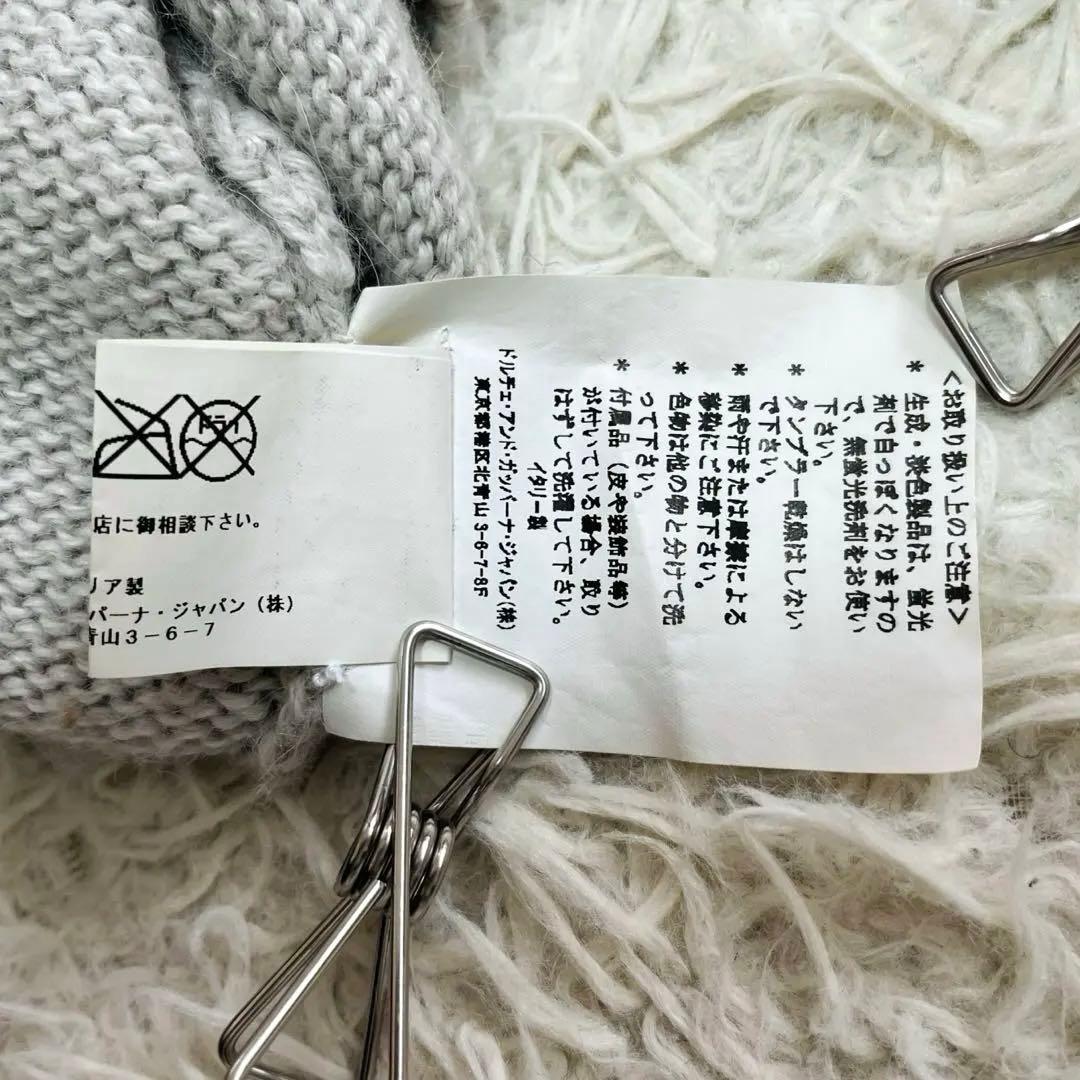 ドライ
店に御相談下さい。
リア製
パーナ・ジャパン（株）
青山３－６－７
<お取り扱い上のご注意>
* 生成・淡色製品は、蛍光
剤で白っぽくなりますの
で、無蛍光洗剤をお使い
下さい。
* タンブラー乾燥はしない
で下さい。
* 雨や汗または摩擦による
移染にご注意下さい。
* 色物は他の物と分けて洗
って下さい。
* 付属品（皮や装飾品等）
が付いている場合、取り
はずして洗濯して下さい。
イタリー製
ドルチェ・アンド・ガッバーナ・ジャパン（株）
東京都港区北青山 3-6-7-8F